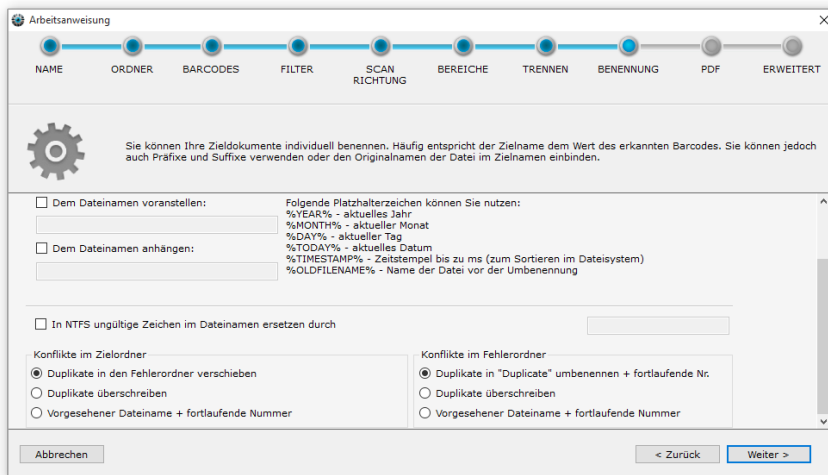 Arbeitsanweisung
NAME
ORDNER
BARCODES
FILTER
SCAN
RICHTUNG
BEREICHE
TRENNEN
BENENNUNG
PDF
ERWEITERT
Sie können Ihre Zieldokumente individuell benennen. Häufig entspricht der Zielname dem Wert des erkannten Barcodes. Sie können jedoch
auch Präfixe und Suffixe verwenden oder den Originalnamen der Datei im Zielnamen einbinden.
Dem Dateinamen voranstellen:
Dem Dateinamen anhängen:
Folgende Platzhalterzeichen können Sie nutzen:
%YEAR% - aktuelles Jahr
%MONTH% - aktueller Monat
%DAY% - aktueller Tag
%TODAY% - aktuelles Datum
%TIMESTAMP% - Zeitstempel bis zu ms (zum Sortieren im Dateisystem)
%OLDFILENAME% - Name der Datei vor der Umbenennung
In NTFS ungültige Zeichen im Dateinamen ersetzen durch
Konflikte im Zielordner
Duplikate in den Fehlerordner verschieben
Duplikate überschreiben
Vorgesehener Dateiname + fortlaufende Nummer
Konflikte im Fehlerordner
Duplikate in "Duplicate" umbenennen + fortlaufende Nr.
Duplikate überschreiben
Vorgesehener Dateiname + fortlaufende Nummer
Abbrechen
< Zurück
Weiter >